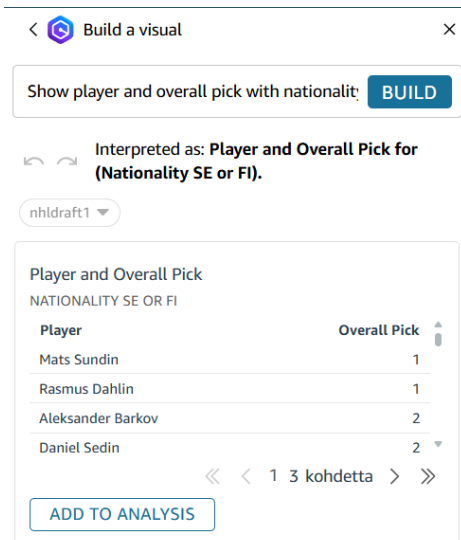 Build a visual
Show player and overall pick with nationality
BUILD
Interpreted as: Player and Overall Pick for
(Nationality SE or FI).
nhldraft1
Player and Overall Pick
NATIONALITY SE OR FI
Player Overall Pick
Mats Sundin 1
Rasmus Dahlin 1
Aleksander Barkov 2
Daniel Sedin 2
1 3 kohdetta
ADD TO ANALYSIS